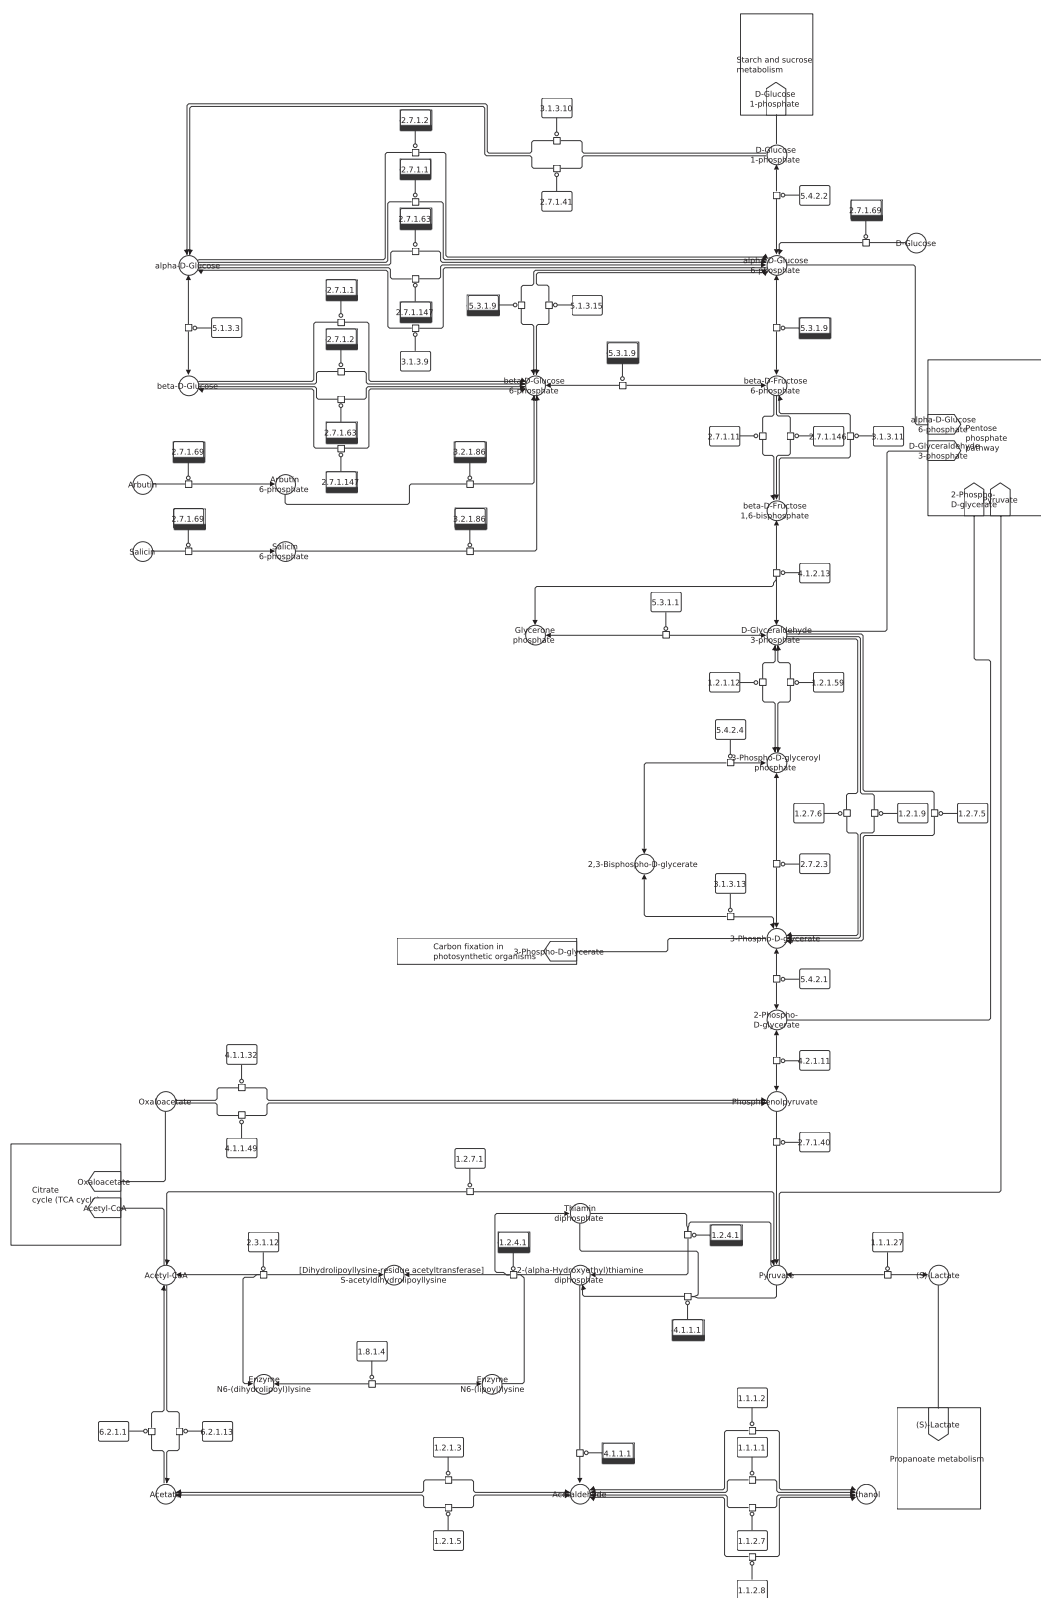 Starch and sucrose
metabolism
D-Glucose
1-phosphate
3.1.3.10
2.7.1.2
D-Glucose
1-phosphate
2.7.1.1
5.4.2.2
2.7.1.41
2.7.1.69
2.7.1.63
D-Glucose
alpha-D-Glucose
alpha-D-Glucose
6-phosphate
2.7.1.1
5.3.1.9
5.1.3.15
2.7.1.147
5.1.3.3
5.3.1.9
2.7.1.2
3.1.3.9
5.3.1.9
beta-D-Glucose
beta-D-Glucose
6-phosphate
beta-D-Fructose
6-phosphate
alpha-D-Glucose
6-phosphate
Pentose
phosphate
pathway
2.7.1.63
2.7.1.11
2.7.1.146
3.1.3.11
D-Glyceraldehyde
3-phosphate
2.7.1.69
3.2.1.86
2.7.1.147
Arbutin
Arbutin
6-phosphate
2-Phospho-
D-glycerate
Pyruvate
beta-D-Fructose
1,6-bisphosphate
2.7.1.69
3.2.1.86
Salicin
Salicin
6-phosphate
4.1.2.13
5.3.1.1
Glycerone
phosphate
D-Glyceraldehyde
3-phosphate
1.2.1.12
1.2.1.59
5.4.2.4
3-Phospho-D-glyceroyl
phosphate
1.2.7.6
1.2.1.9
1.2.7.5
2,3-Bisphospho-D-glycerate
2.7.2.3
3.1.3.13
3-Phospho-D-glycerate
Carbon fixation in
photosynthetic organisms
3-Phospho-D-glycerate
5.4.2.1
2-Phospho-
D-glycerate
4.1.1.32
4.2.1.11
Oxaloacetate
Phosphoenolpyruvate
4.1.1.49
2.7.1.40
1.2.7.1
Oxaloacetate
Citrate
cycle (TCA cycle)
Acetyl-CoA
Thiamin
diphosphate
2.3.1.12
1.2.4.1
1.2.4.1
1.1.1.27
Acetyl-CoA
[Dihydrolipoyllysine-residue acetyltransferase]
S-acetyldihydrolipoyllysine
2-(alpha-Hydroxyethyl)thiamine
diphosphate
Pyruvate
(S)-Lactate
4.1.1.1
1.8.1.4
Enzyme
N6-(dihydrolipoyl)lysine
Enzyme
N6-(lipoyl)lysine
1.1.1.2
6.2.1.1
6.2.1.13
(S)-Lactate
1.2.1.3
4.1.1.1
1.1.1.1
Propanoate metabolism
Acetate
Acetaldehyde
Ethanol
1.2.1.5
1.1.2.7
1.1.2.8